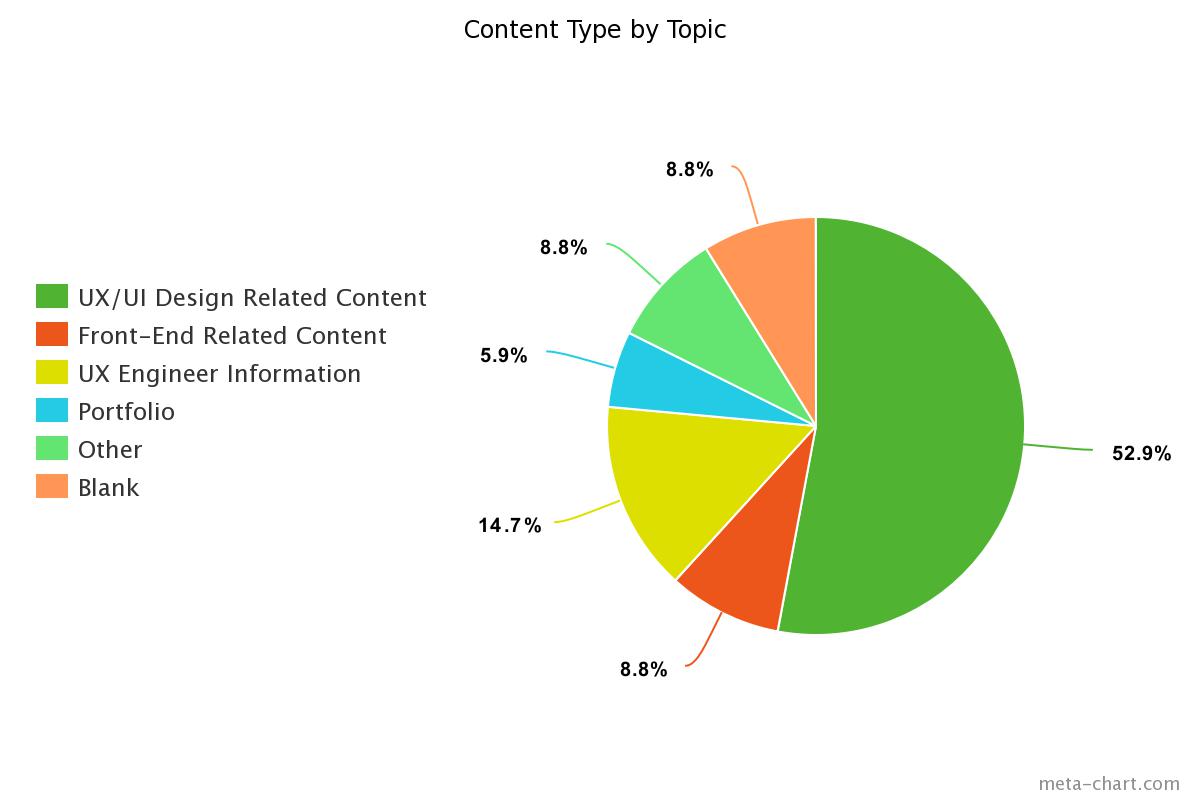 Content Type by Topic
UX/UI Design Related Content
Front-End Related Content
UX Engineer Information
Portfolio
Other
Blank
8.8%
8.8%
5.9%
52.9%
14.7%
8.8%
meta-chart.com